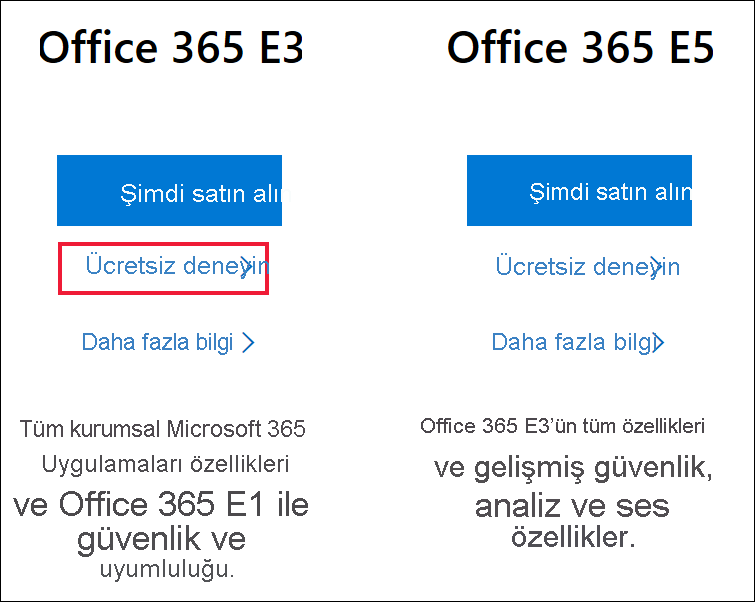 Office 365 E3
Şimdi satın alın
Ücretsiz deneyin
Daha fazla bilgi
Tüm kurumsal Microsoft 365
Uygulamaları özellikleri
ve Office 365 E1 ile
güvenlik ve
uyumluluğu.
Office 365 E5
Şimdi satın alın
Ücretsiz deneyin
Daha fazla bilgi
Office 365 E3’ün tüm özellikleri
ve gelişmiş güvenlik,
analiz ve ses
özellikler.